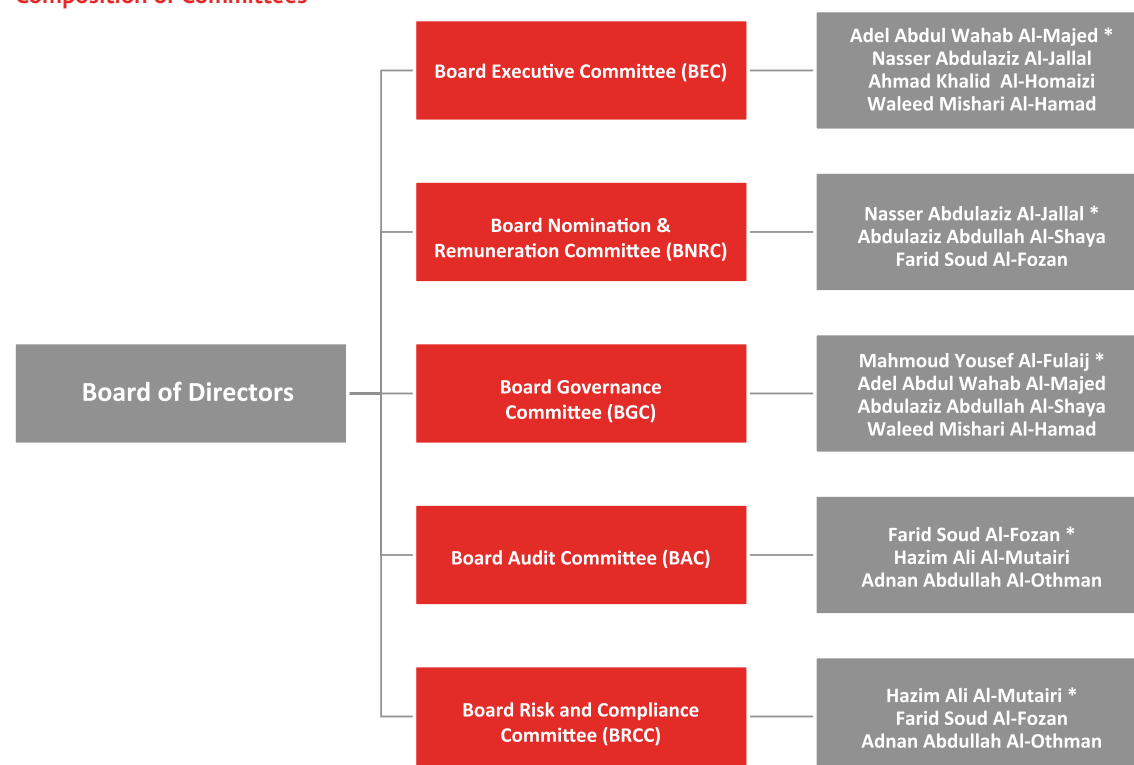 Composition of Committees
Board of Directors
Board Executive Committee (BEC)
Adel Abdul Wahab Al-Majed *
Nasser Abdulaziz Al-Jallal
Ahmad Khalid Al-Homaizi
Waleed Mishari Al-Hamad
Board Nomination &
Remuneration Committee (BNRC)
Nasser Abdulaziz Al-Jallal *
Abdulaziz Abdullah Al-Shaya
Farid Soud Al-Fozan
Board Governance
Committee (BGC)
Mahmoud Yousef Al-Fulaij *
Adel Abdul Wahab Al-Majed
Abdulaziz Abdullah Al-Shaya
Waleed Mishari Al-Hamad
Board Audit Committee (BAC)
Farid Soud Al-Fozan *
Hazim Ali Al-Mutairi
Adnan Abdullah Al-Othman
Board Risk and Compliance
Committee (BRCC)
Hazim Ali Al-Mutairi *
Farid Soud Al-Fozan
Adnan Abdullah Al-Othman